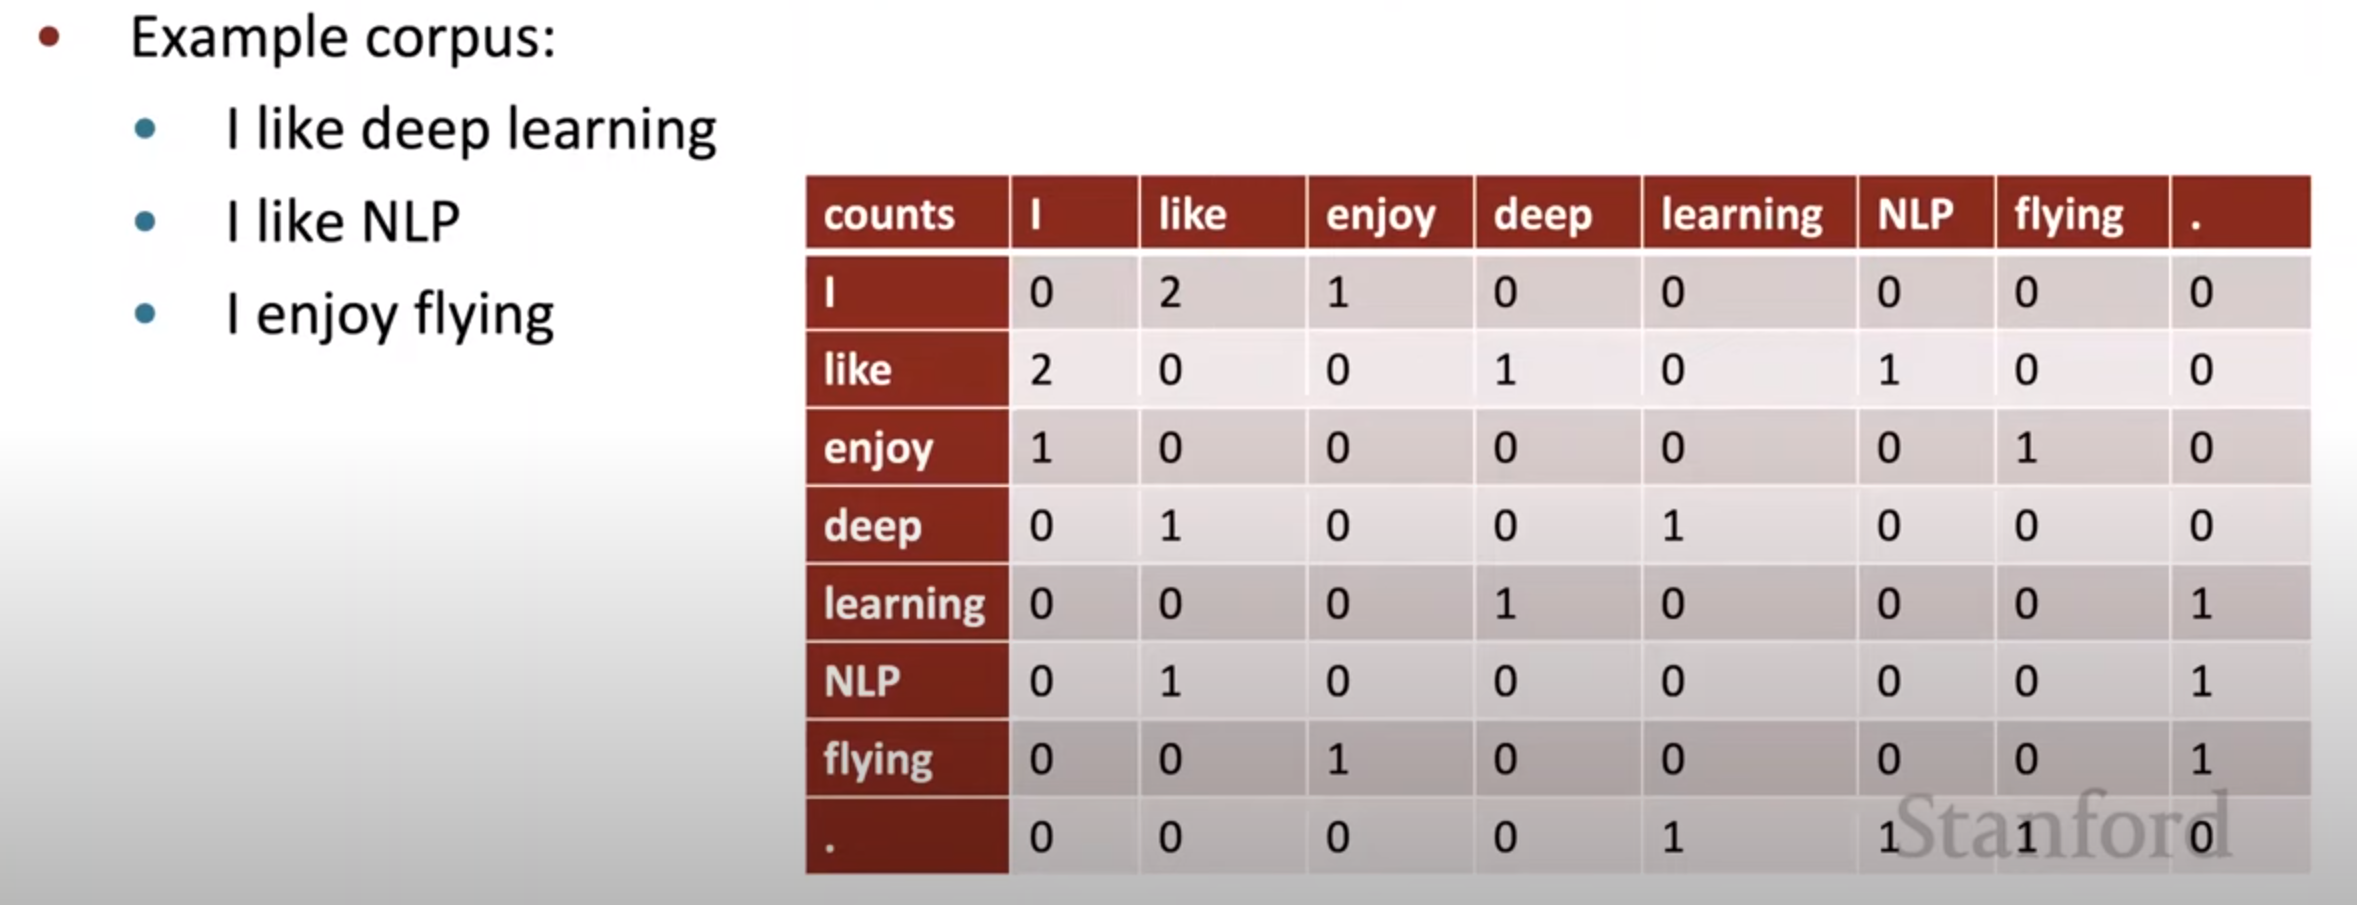 Example corpus:
I like deep learning
I like NLP
I enjoy flying
counts I like enjoy deep learning NLP flying .
I 0 2 1 0 0 0 0 0
like 2 0 0 1 0 1 0 0
enjoy 1 0 0 0 0 0 1 0
deep 0 1 0 0 1 0 0 0
learning 0 0 0 1 0 0 0 1
NLP 0 1 0 0 0 0 0 1
flying 0 0 1 0 0 0 0 1
. 0 0 0 0 1 1 1 0
Stanford